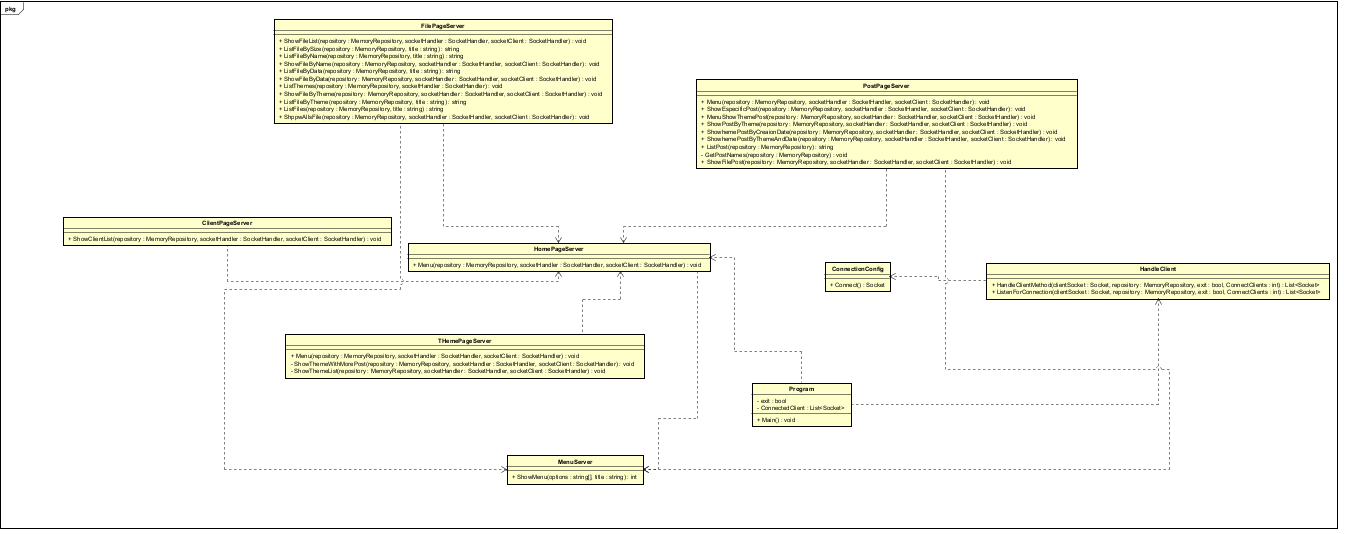 pkg
FilePageServer
+ ShowFileList(repository : MemoryRepository, socketHandler : SocketHandler, socketClient : SocketHandler) : void
+ ListFileBySize(repository : MemoryRepository, title : string) : string
+ ListFileByName(repository : MemoryRepository, title : string) : string
+ ShowFileByName(repository : MemoryRepository, socketHandler : SocketHandler, socketClient : SocketHandler) : void
+ ListFileByData(repository : MemoryRepository, title : string) : string
+ ShowFileByData(repository : MemoryRepository, socketHandler : SocketHandler, socketClient : SocketHandler) : void
+ ListThemes(repository : MemoryRepository, socketHandler : SocketHandler) : void
+ ShowFileByTheme(repository : MemoryRepository, socketHandler : SocketHandler, socketClient : SocketHandler) : void
+ ListFileByTheme(repository : MemoryRepository, title : string) : string
+ ListFiles(repository : MemoryRepository, title : string) : string
+ ShppwAllsFile(repository : MemoryRepository, socketHandler : SocketHandler, socketClient : SocketHandler) : void
PostPageServer
+ Menu(repository : MemoryRepository, socketHandler : SocketHandler, socketClient : SocketHandler) : void
+ ShowEspecificPost(repository : MemoryRepository, socketHandler : SocketHandler, socketClient : SocketHandler) : void
+ MenuShowThemePost(repository : MemoryRepository, socketHandler : SocketHandler, socketClient : SocketHandler) : void
+ ShowPostByTheme(repository : MemoryRepository, socketHandler : SocketHandler, socketClient : SocketHandler) : void
+ ShowhemePostByCreaionDate(repository : MemoryRepository, socketHandler : SocketHandler, socketClient : SocketHandler) : void
+ ShowhemePostByThemeAndDate(repository : MemoryRepository, socketHandler : SocketHandler, socketClient : SocketHandler) : void
+ ListPost(repository : MemoryRepository) : string
- GetPostNames(repository : MemoryRepository) : void
+ ShowFilePost(repository : MemoryRepository, socketHandler : SocketHandler, socketClient : SocketHandler) : void
ClientPageServer
+ ShowClientList(repository : MemoryRepository, socketHandler : SocketHandler, socketClient : SocketHandler) : void
HomePageServer
+ Menu(repository : MemoryRepository, socketHandler : SocketHandler, socketClient : SocketHandler) : void
ConnectionConfig
+ Connect() : Socket
HandleClient
+ HandleClientMethod(clientSocket : Socket, repository : MemoryRepository, exit : bool, ConnectClients : int) : List<Socket>
+ ListenForConnection(clientSocket : Socket, repository : MemoryRepository, exit : bool, ConnectClients : int) : List<Socket>
THemePageServer
+ Menu(repository : MemoryRepository, socketHandler : SocketHandler, socketClient : SocketHandler) : void
- ShowThemeWithMorePost(repository : MemoryRepository, socketHandler : SocketHandler, socketClient : SocketHandler) : void
- ShowThemeList(repository : MemoryRepository, socketHandler : SocketHandler, socketClient : SocketHandler) : void
Program
- exit : bool
- ConnectedClient : List<Socket>
+ Main() : void
MenuServer
+ ShowMenu(options : string[], title : string) : int